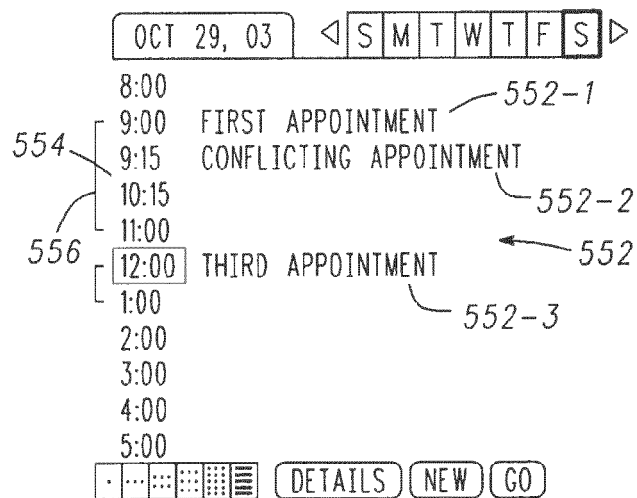 OCT 29, 03 S M T W T F S
8:00
552-1
9:00 FIRST APPOINTMENT
554
9:15 CONFLICTING APPOINTMENT
10:15
552-2
11:00
556
552
12:00 THIRD APPOINTMENT
1:00
552-3
2:00
3:00
4:00
5:00
DETAILS NEW GO